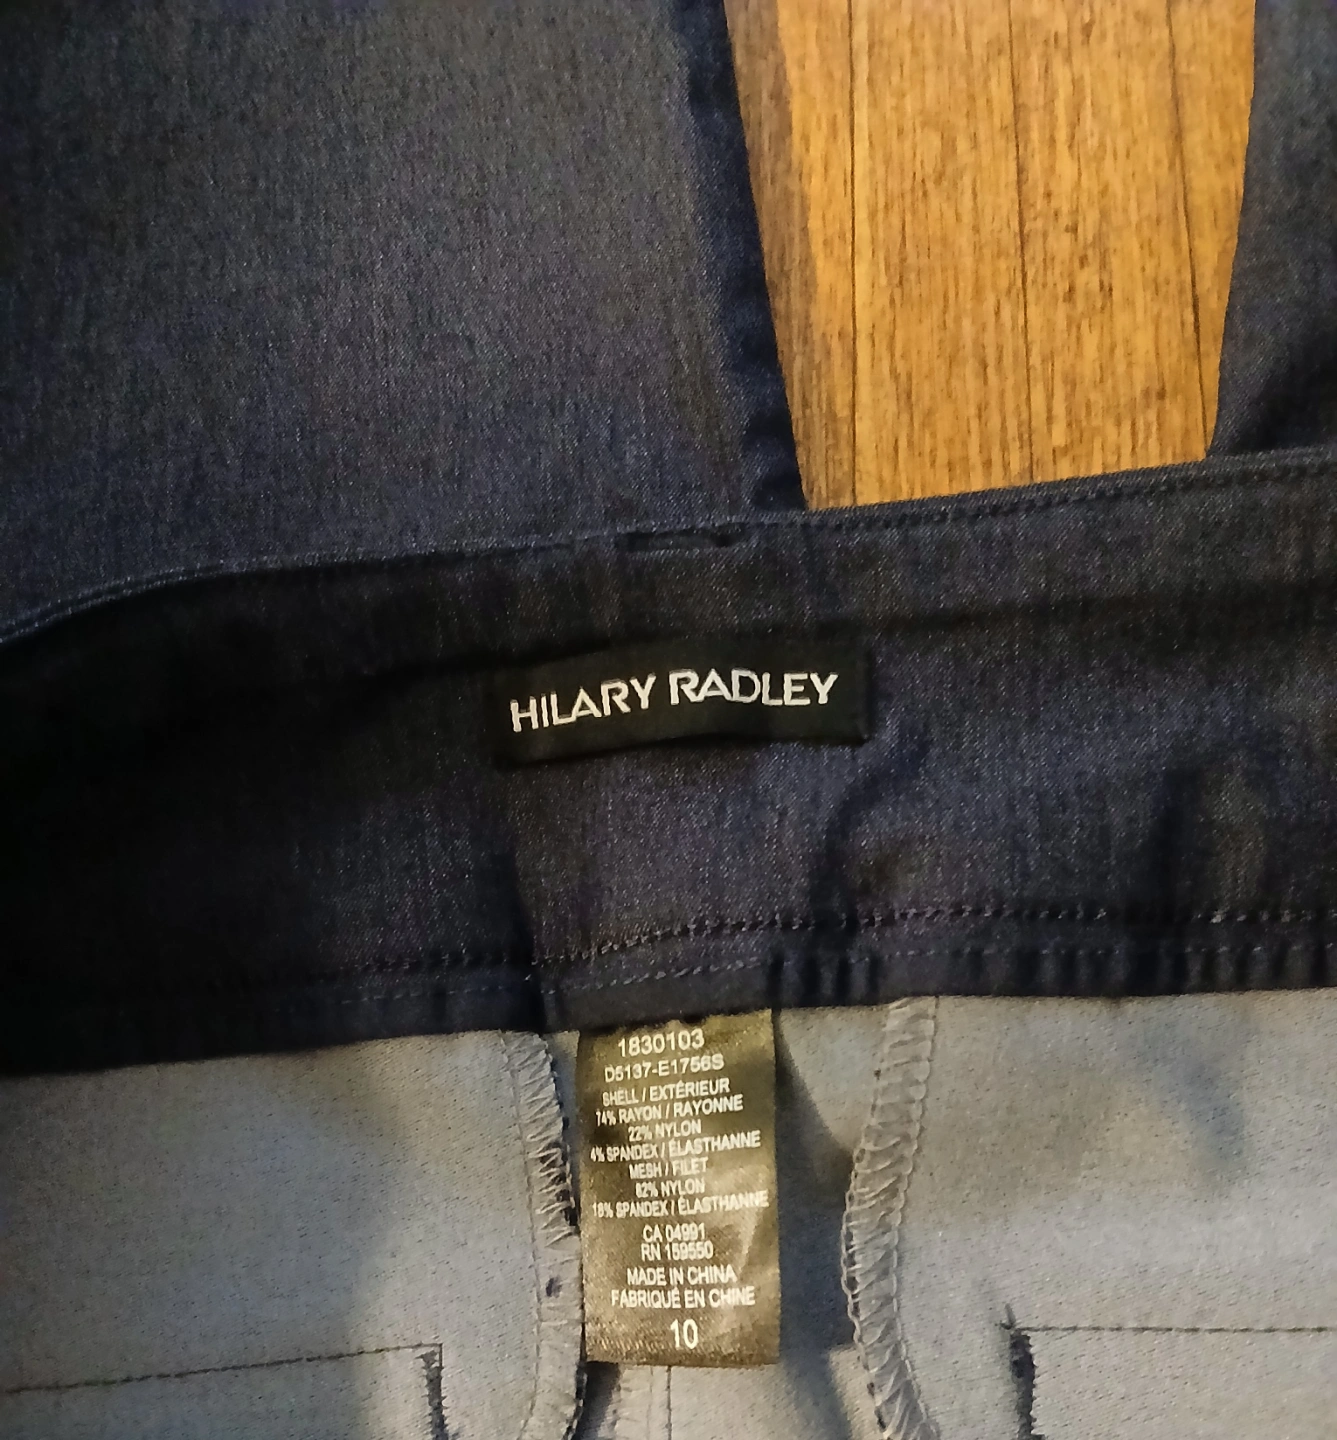 HILARY RADLEY
1830103
D5137-E1756S
SHELL / EXTÉRIEUR
74% RAYON / RAYONNE
22% NYLON
4% SPANDEX / ÉLASTHANNE
MESH / FILET
82% NYLON
18% SPANDEX / ÉLASTHANNE
CA 04991
RN 159550
MADE IN CHINA
FABRIQUÉ EN CHINE
10